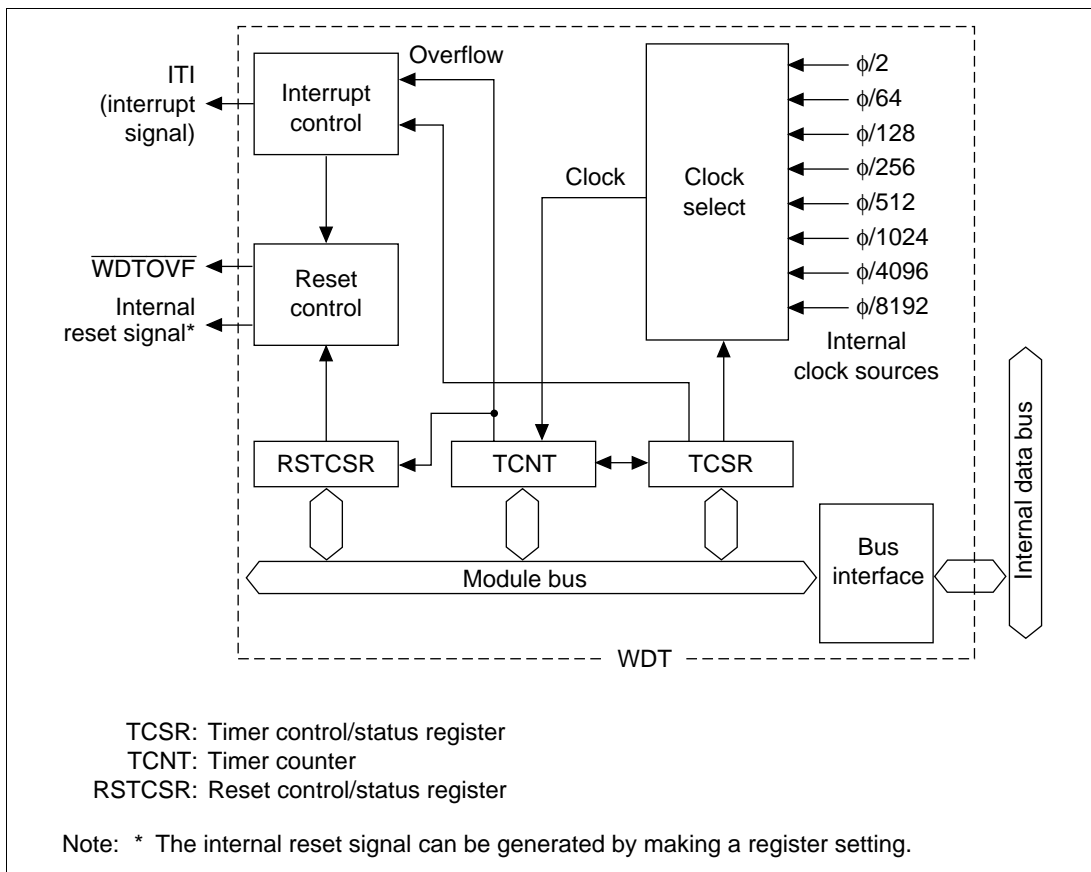 ITI
(interrupt
signal)
Interrupt
control
Overflow
WDTOVF
Internal
reset signal*
Reset
control
Clock
Clock
select
ϕ/2
ϕ/64
ϕ/128
ϕ/256
ϕ/512
ϕ/1024
ϕ/4096
ϕ/8192
Internal
clock sources
RSTCSR
TCNT
TCSR
Module bus
Bus
interface
Internal data bus
WDT
TCSR: Timer control/status register
TCNT: Timer counter
RSTCSR: Reset control/status register
Note: * The internal reset signal can be generated by making a register setting.